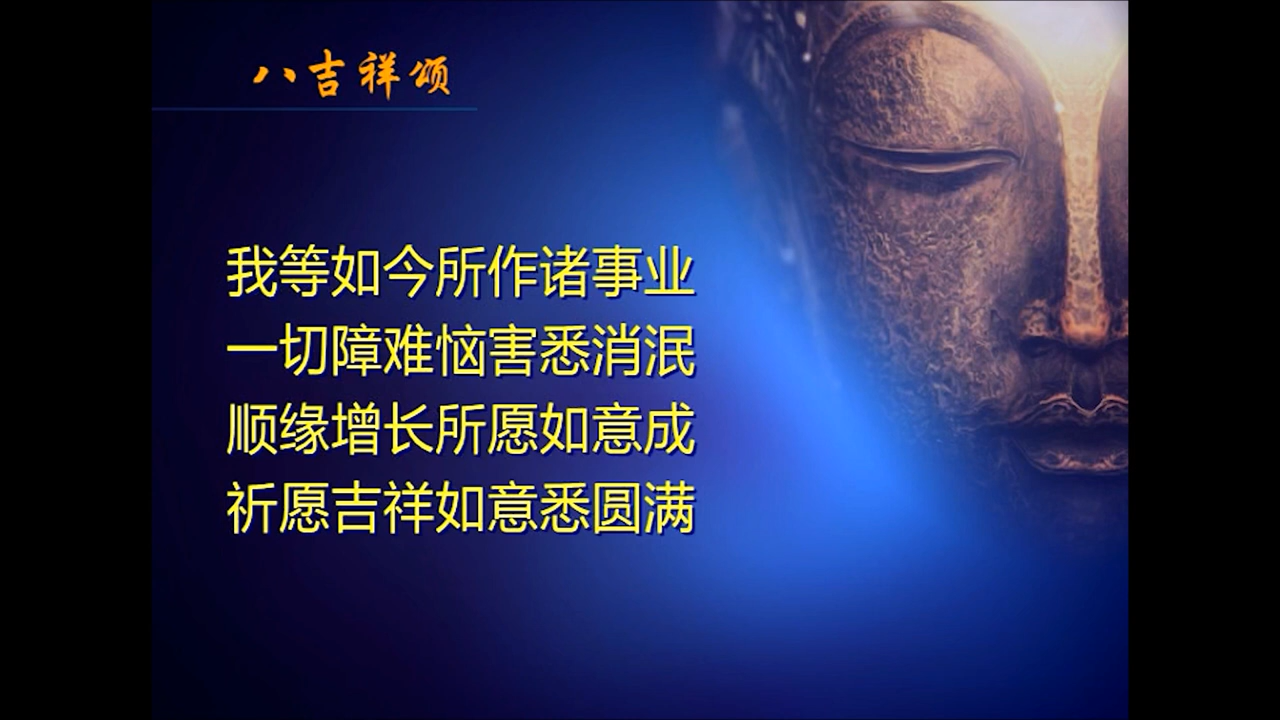 八吉祥颂
我等如今所作诸事业
一切障难恼害悉消泯
顺缘增长所愿如意成
祈愿吉祥如意悉圆满